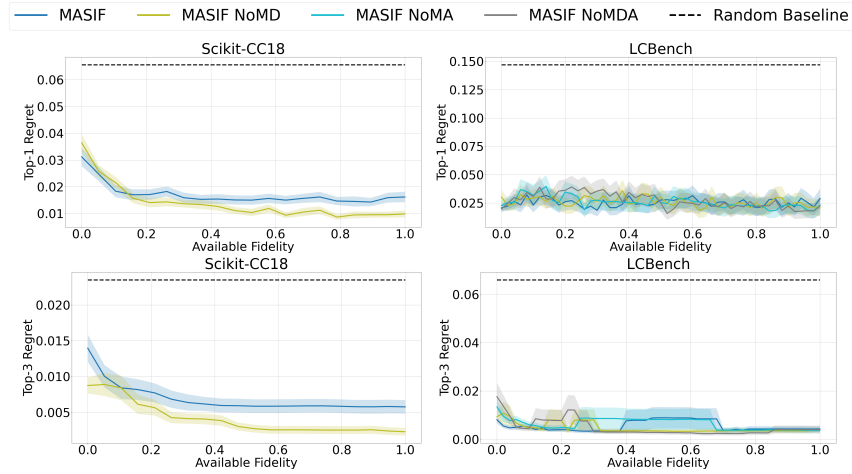 MASIF MASIF NoMD MASIF NoMA MASIF NoMDA Random Baseline
Scikit-CC18
Top-1 Regret
0.06
0.05
0.04
0.03
0.02
0.01
0.0 0.2 0.4 0.6 0.8 1.0
Available Fidelity
LCBench
Top-1 Regret
0.150
0.125
0.100
0.075
0.050
0.025
0.0 0.2 0.4 0.6 0.8 1.0
Available Fidelity
Scikit-CC18
Top-3 Regret
0.020
0.015
0.010
0.005
0.0 0.2 0.4 0.6 0.8 1.0
Available Fidelity
LCBench
Top-3 Regret
0.06
0.04
0.02
0.00
0.0 0.2 0.4 0.6 0.8 1.0
Available Fidelity